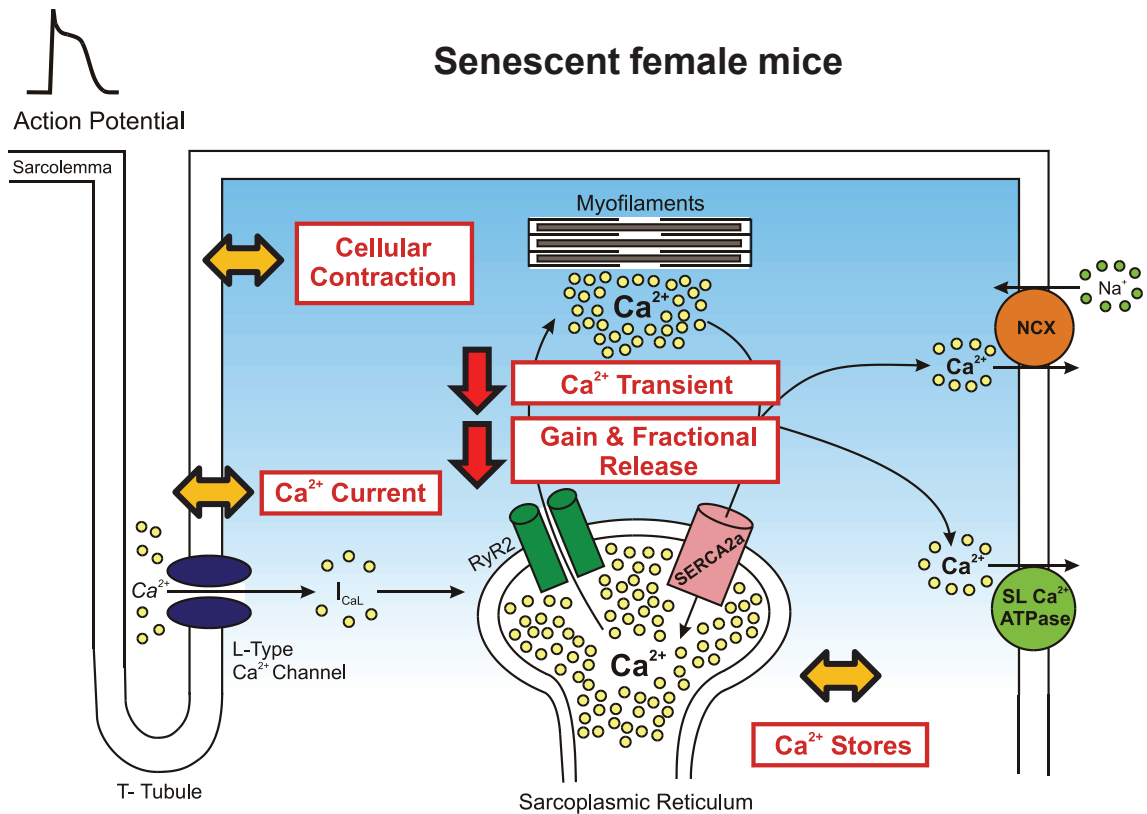 Senescent female mice
Action Potential
Sarcolemma
Myofilaments
Cellular
Contraction
Ca²⁺
Na⁺
NCX
Ca²⁺
Ca²⁺ Transient
Gain & Fractional
Release
Ca²⁺ Current
RyR2
SERCA2a
Ca²⁺
I_CaL
Ca²⁺
SL Ca²⁺
ATPase
L-Type
Ca²⁺ Channel
Ca²⁺
Ca²⁺ Stores
T- Tubule
Sarcoplasmic Reticulum